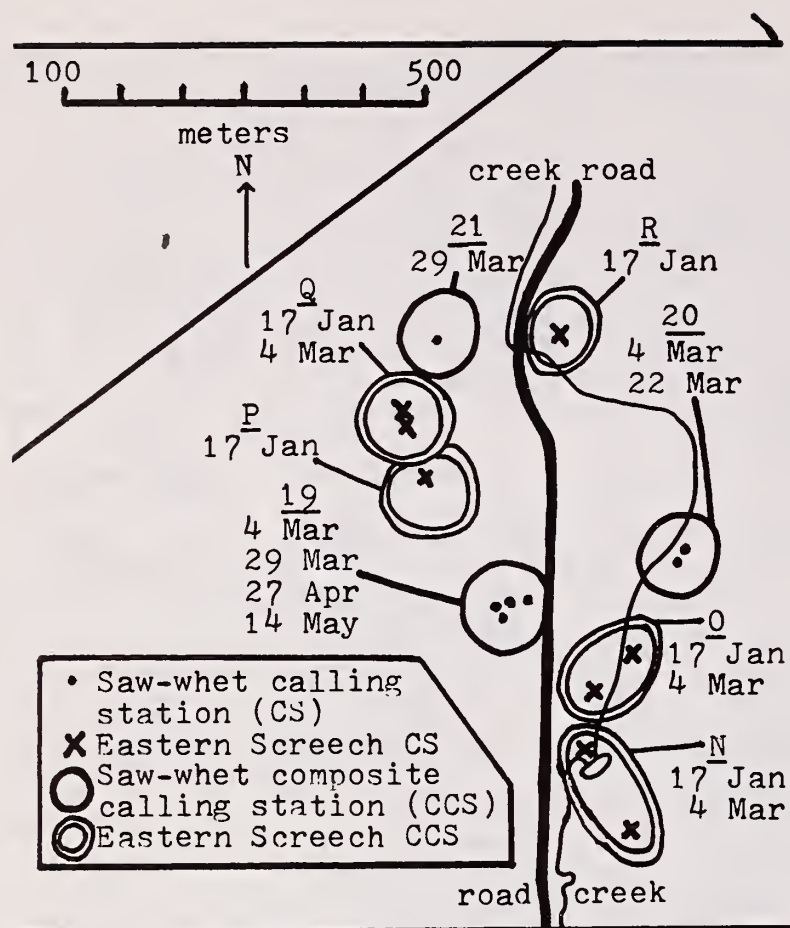 100 500
meters
N
creek road
21
29 Mar
R
17 Jan
Q
17 Jan
4 Mar
20
4 Mar
22 Mar
P
17 Jan
19
4 Mar
29 Mar
27 Apr
14 May
O
17 Jan
4 Mar
N
17 Jan
4 Mar
Saw-whet calling
station (CS)
Eastern Screech CS
Saw-whet composite
calling station (CCS)
Eastern Screech CCS
road creek